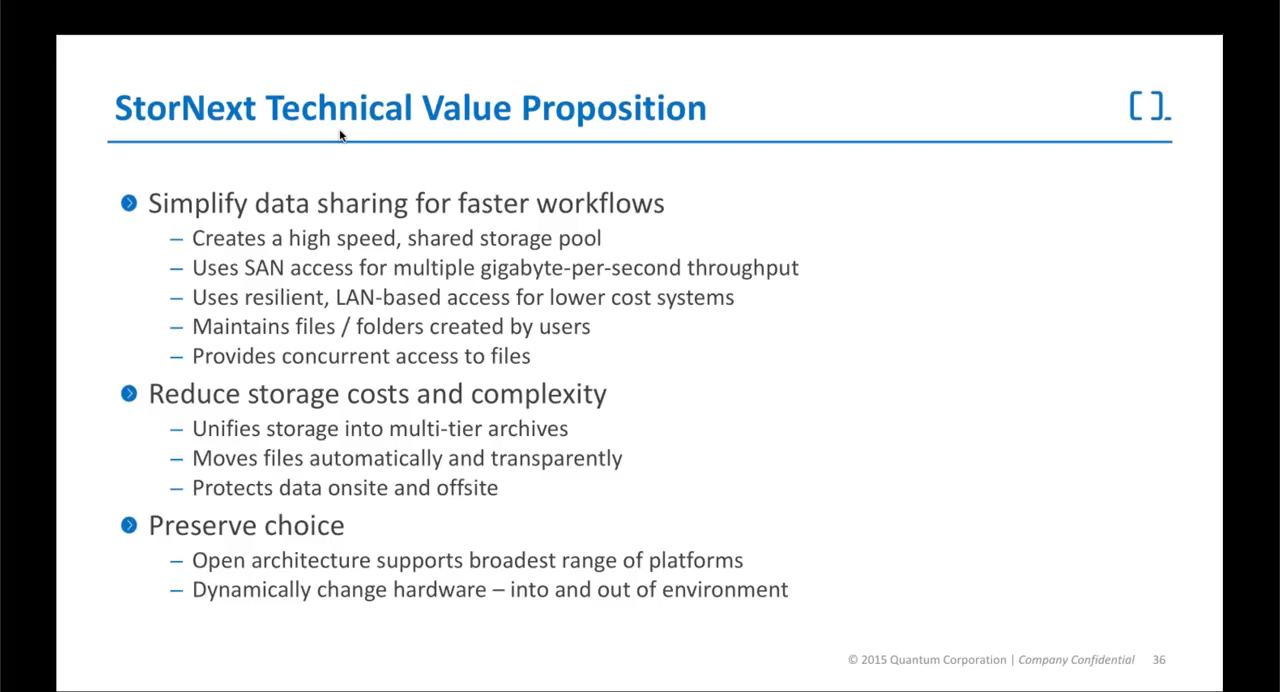 StorNext Technical Value Proposition
Simplify data sharing for faster workflows
– Creates a high speed, shared storage pool
– Uses SAN access for multiple gigabyte-per-second throughput
– Uses resilient, LAN-based access for lower cost systems
– Maintains files / folders created by users
– Provides concurrent access to files
Reduce storage costs and complexity
– Unifies storage into multi-tier archives
– Moves files automatically and transparently
– Protects data onsite and offsite
Preserve choice
– Open architecture supports broadest range of platforms
– Dynamically change hardware – into and out of environment
© 2015 Quantum Corporation | Company Confidential 36